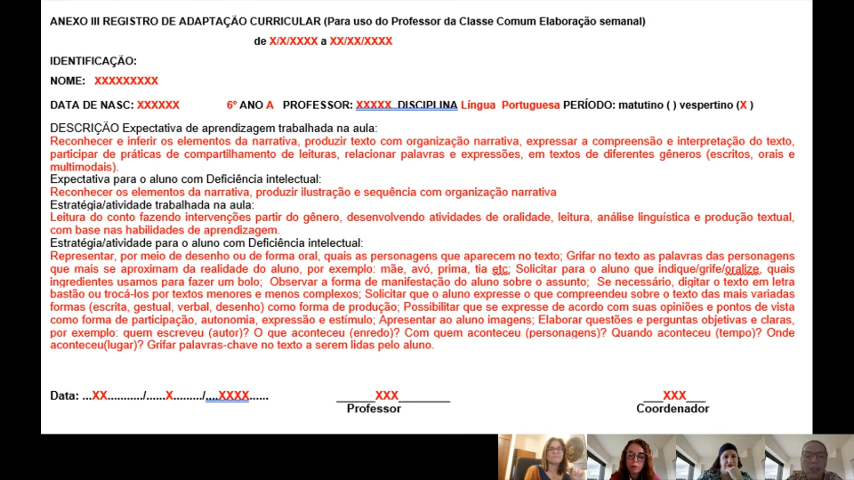 ANEXO III REGISTRO DE ADAPTAÇÃO CURRICULAR (Para uso do Professor da Classe Comum Elaboração semanal)
de X/X/XXXX a XX/XX/XXXX
IDENTIFICAÇÃO:
NOME: XXXXXXXXX
DATA DE NASC: XXXXXX 6º ANO A PROFESSOR: XXXXX DISCIPLINA Língua Portuguesa PERÍODO: matutino ( ) vespertino (X )
DESCRIÇÃO Expectativa de aprendizagem trabalhada na aula:
Reconhecer e inferir os elementos da narrativa, produzir texto com organização narrativa, expressar a compreensão e interpretação do texto,
participar de práticas de compartilhamento de leituras, relacionar palavras e expressões, em textos de diferentes gêneros (escritos, orais e
multimodais).
Expectativa para o aluno com Deficiência intelectual:
Reconhecer os elementos da narrativa, produzir ilustração e sequência com organização narrativa
Estratégia/atividade trabalhada na aula:
Leitura do conto fazendo intervenções partir do gênero, desenvolvendo atividades de oralidade, leitura, análise linguística e produção textual,
com base nas habilidades de aprendizagem.
Estratégia/atividade para o aluno com Deficiência intelectual:
Representar, por meio de desenho ou de forma oral, quais as personagens que aparecem no texto; Grifar no texto as palavras das personagens
que mais se aproximam da realidade do aluno, por exemplo: mãe, avó, prima, tia etc; Solicitar para o aluno que indique/grife/oralize, quais
ingredientes usamos para fazer um bolo; Observar a forma de manifestação do aluno sobre o assunto; Se necessário, digitar o texto em letra
bastão ou trocá-los por textos menores e menos complexos; Solicitar que o aluno expresse o que compreendeu sobre o texto das mais variadas
formas (escrita, gestual, verbal, desenho) como forma de produção; Possibilitar que se expresse de acordo com suas opiniões e pontos de vista
como forma de participação, autonomia, expressão e estímulo; Apresentar ao aluno imagens; Elaborar questões e perguntas objetivas e claras,
por exemplo: quem escreveu (autor)? O que aconteceu (enredo)? Com quem aconteceu (personagens)? Quando aconteceu (tempo)? Onde
aconteceu(lugar)? Grifar palavras-chave no texto a serem lidas pelo aluno.
Data: ...XX.........../......X........./....XXXX...... ______XXX________ ___XXX___
Professor Coordenador